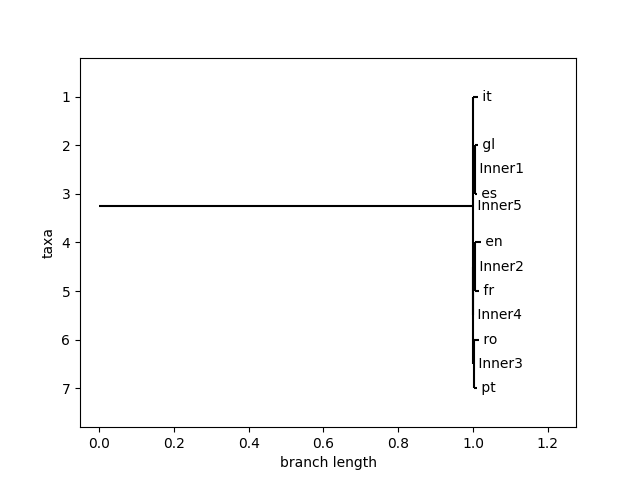 1
it
2
gl
Inner1
3
es
Inner5
taxa
4
en
Inner2
5
fr
Inner4
6
ro
Inner3
7
pt
0.0 0.2 0.4 0.6 0.8 1.0 1.2
branch length